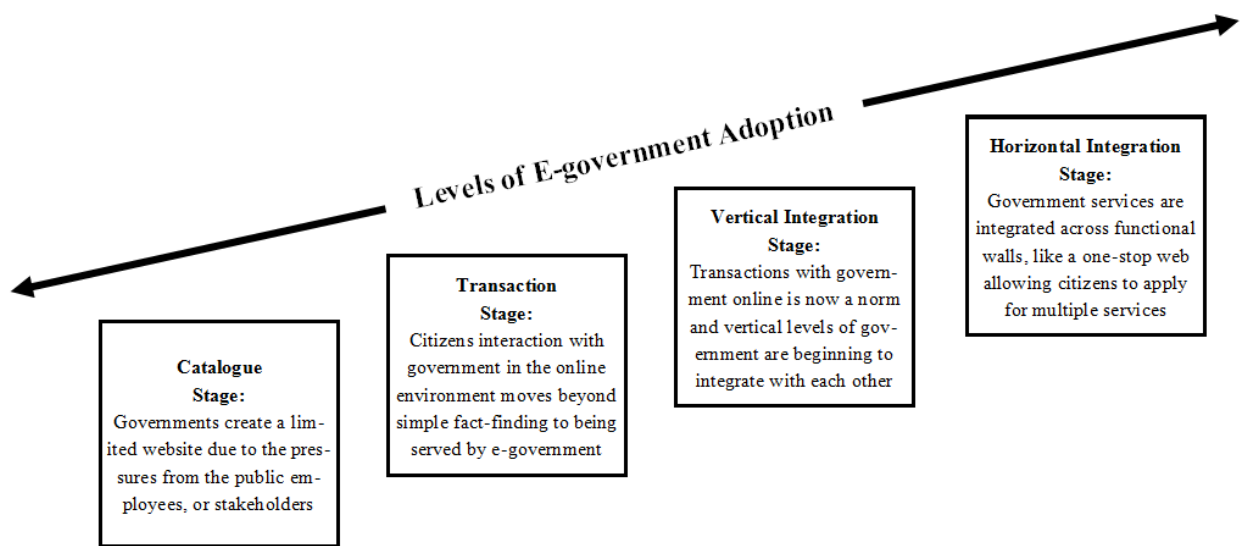 Levels of E-government Adoption
Catalogue
Stage:
Governments create a lim-
ited website due to the pres-
sures from the public em-
ployees, or stakeholders
Transaction
Stage:
Citizens interaction with
government in the online
environment moves beyond
simple fact-finding to being
served by e-government
Vertical Integration
Stage:
Transactions with govern-
ment online is now a norm
and vertical levels of gov-
ernment are beginning to
integrate with each other
Horizontal Integration
Stage:
Government services are
integrated across functional
walls, like a one-stop web
allowing citizens to apply
for multiple services